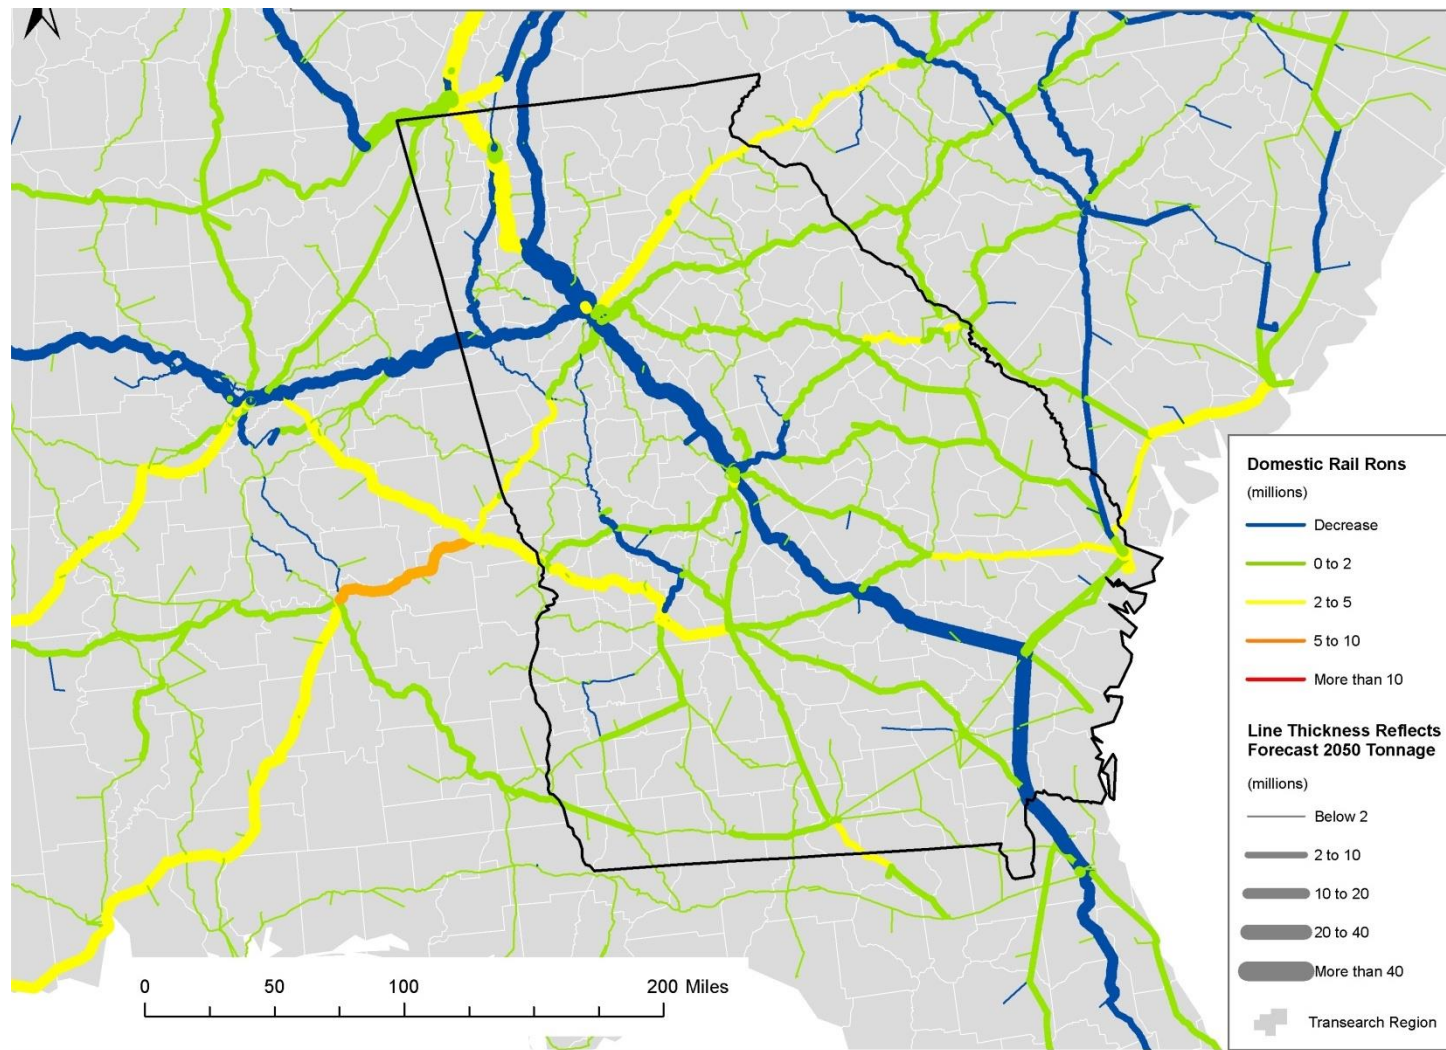 Domestic Rail Rons
(millions)
Decrease
0 to 2
2 to 5
5 to 10
More than 10
Line Thickness Reflects
Forecast 2050 Tonnage
(millions)
Below 2
2 to 10
10 to 20
20 to 40
More than 40
Transearch Region
0 50 100 200 Miles